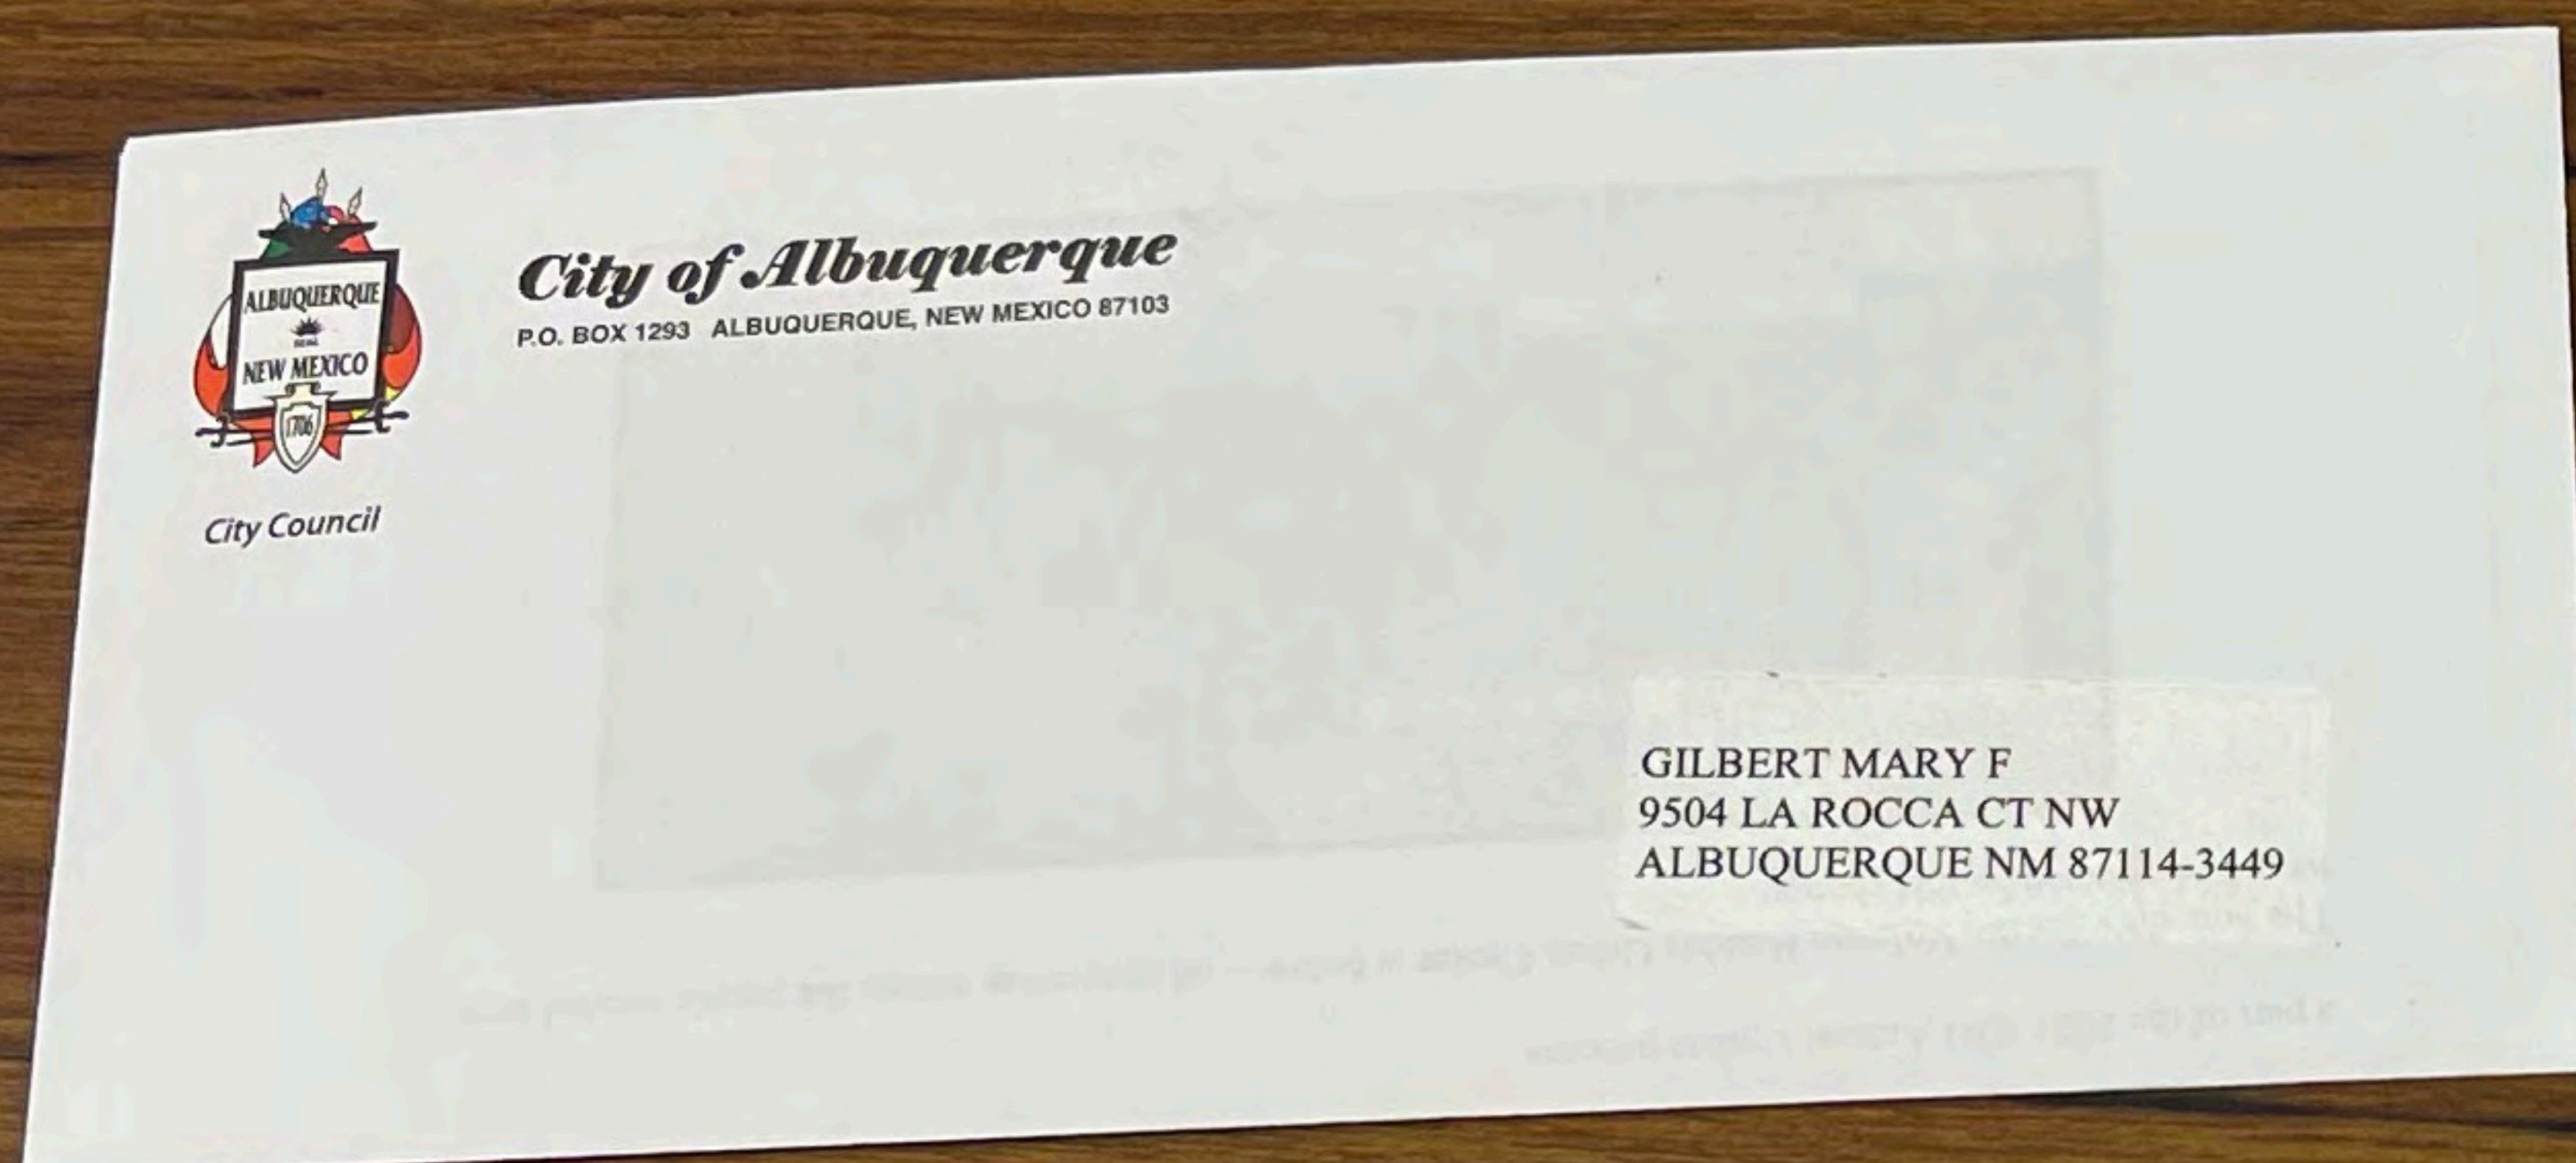 ALBUQUERQUE
NEW MEXICO
1706
City Council
City of Albuquerque
P.O. BOX 1293 ALBUQUERQUE, NEW MEXICO 87103
GILBERT MARY F
9504 LA ROCCA CT NW
ALBUQUERQUE NM 87114-3449